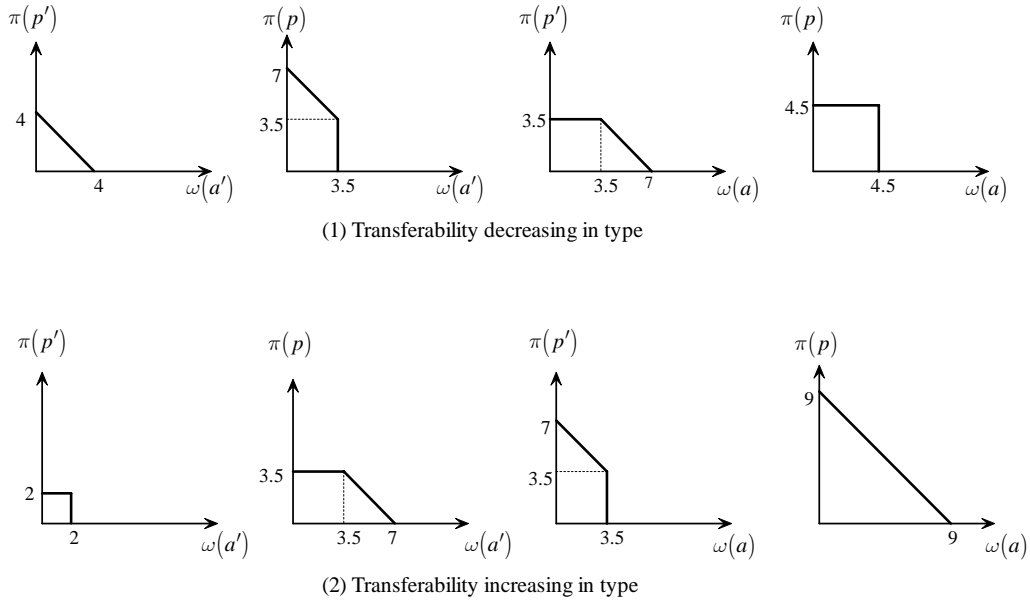 π(p′) π(p) π(p′) π(p)
7
4 3.5 3.5 4.5
4 3.5 3.5 7 4.5
ω(a′) ω(a′) ω(a) ω(a)
(1) Transferability decreasing in type
π(p′) π(p) π(p′) π(p)
7 9
3.5 3.5
2
2 3.5 7 3.5 9
ω(a′) ω(a′) ω(a) ω(a)
(2) Transferability increasing in type